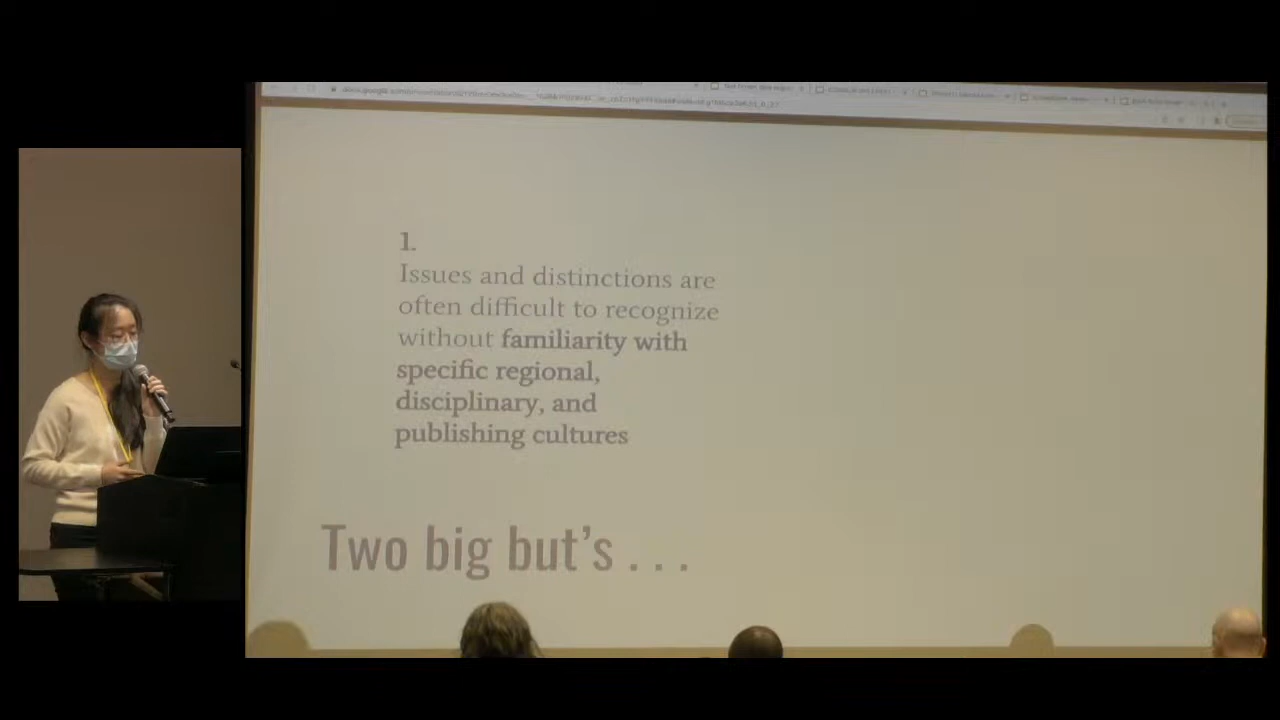 1.
Issues and distinctions are
often difficult to recognize
without familiarity with
specific regional,
disciplinary, and
publishing cultures
Two big but's . . .